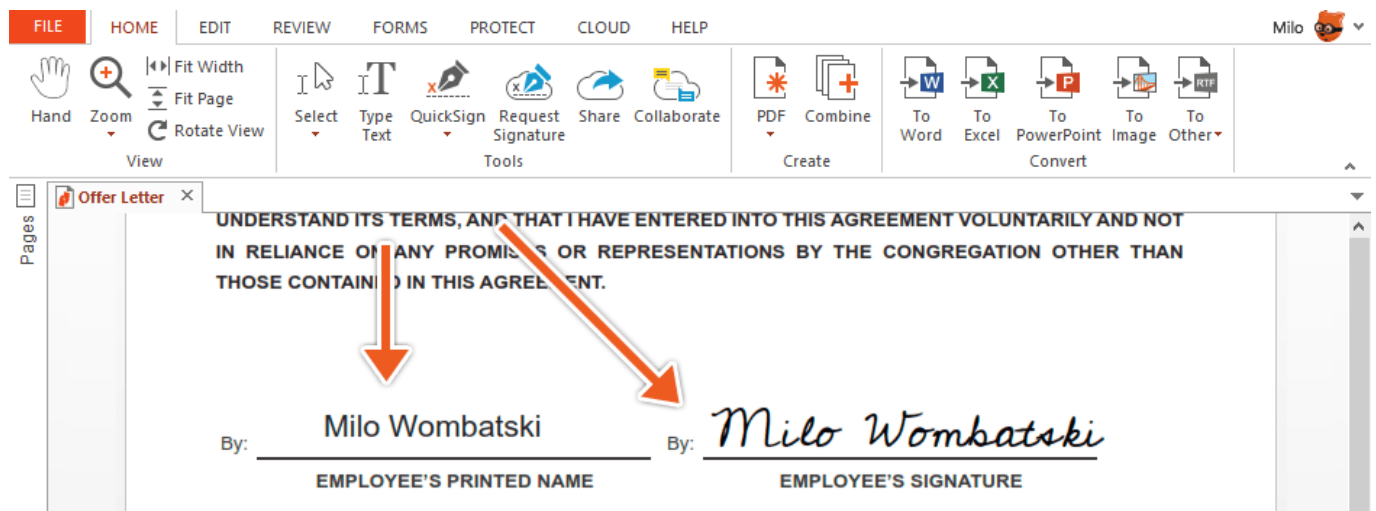 FILE HOME EDIT REVIEW FORMS PROTECT CLOUD HELP Milo
Fit Width
Fit Page
Rotate View
Hand Zoom Select Type Text QuickSign Request Signature Share Collaborate PDF Combine To Word To Excel To PowerPoint To Image To Other
View Tools Create Convert
W X P RTF
Pages
Offer Letter ×
UNDERSTAND ITS TERMS, AND THAT I HAVE ENTERED INTO THIS AGREEMENT VOLUNTARILY AND NOT
IN RELIANCE ON ANY PROMISES OR REPRESENTATIONS BY THE CONGREGATION OTHER THAN
THOSE CONTAINED IN THIS AGREEMENT.
By: Milo Wombatski By: Milo Wombatski
EMPLOYEE'S PRINTED NAME EMPLOYEE'S SIGNATURE